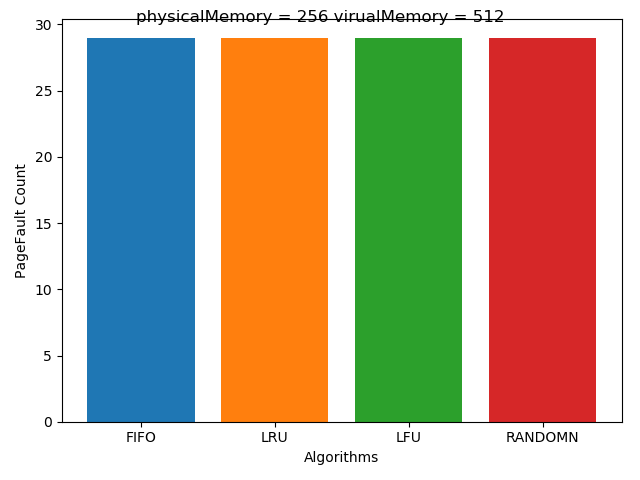 physicalMemory = 256 virualMemory = 512
30
25
20
15
10
5
0
PageFault Count
FIFO LRU LFU RANDOMN
Algorithms